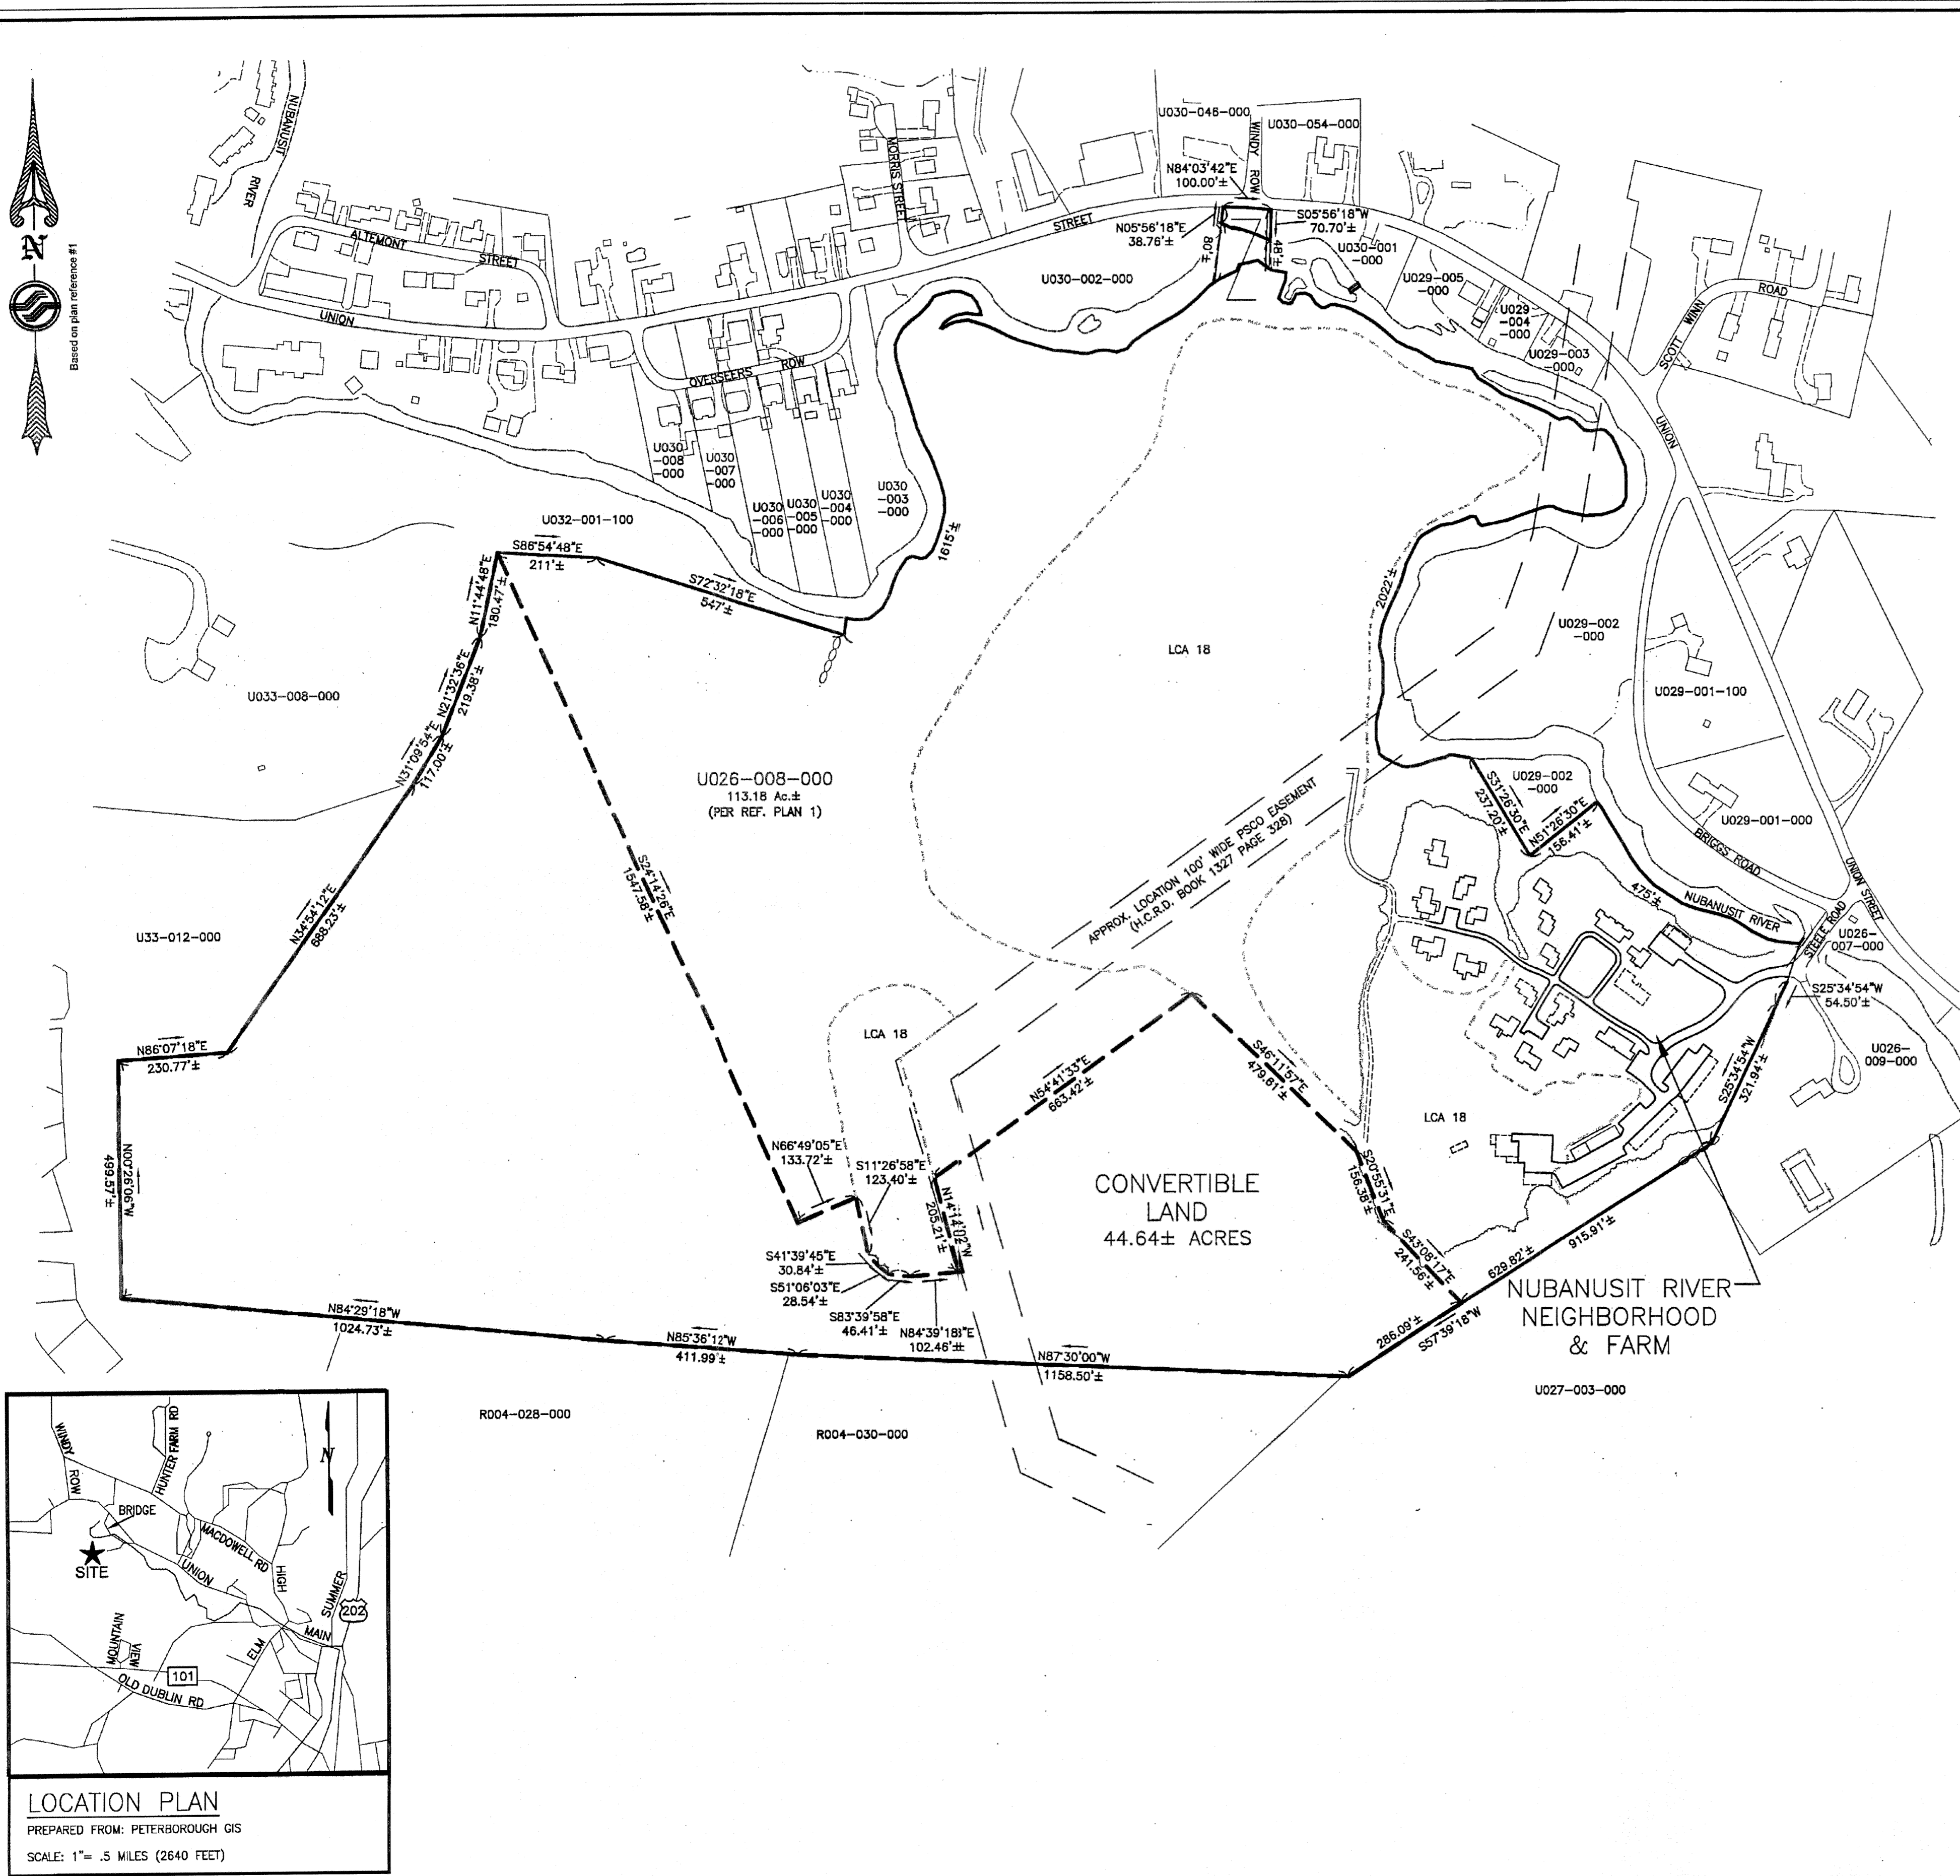 N
Based on plan reference #1
NUBANUSIT
RIVER
ALTEMONT
STREET
UNION
MORRIS STREET
OVERSEERS ROW
STREET
U030-046-000
WINDY ROW
U030-054-000
N84°03'42"E
100.00'±
N05°56'18"E
38.76'±
S05°56'18"W
70.70'±
80'±
48'±
U030-001
-000
U030-002-000
U029-005
-000
U029
-004
-000
U029-003
-000
SCOTT WINN
ROAD
UNION
U030
-008
-000
U030
-007
-000
U030
-006
-000
U030
-005
-000
U030
-004
-000
U030
-003
-000
U032-001-100
S86°54'48"E
211'±
S72°32'18"E
547'±
1615'±
2022'±
N11°44'48"E
180.47'±
N21°32'36"E
219.38'±
N31°09'54"E
117.00'±
U033-008-000
LCA 18
U029-002
-000
U029-001-100
U026-008-000
113.18 Ac.±
(PER REF. PLAN 1)
APPROX. LOCATION 100' WIDE PSCO EASEMENT
(H.C.R.D. BOOK 1327 PAGE 328)
S31°26'30"E
237.20'±
U029-002
-000
N51°26'30"E
156.41'±
U029-001-000
BRIGGS ROAD
UNION STREET
475'±
NUBANUSIT RIVER
STEELE ROAD
U026-
007-000
S25°34'54"W
54.50'±
U026-
009-000
S25°34'54"W
321.94'±
S24°14'26"E
1547.58'±
N34°54'12"E
688.23'±
U33-012-000
N86°07'18"E
230.77'±
N00°26'06"W
499.57'±
LCA 18
N54°41'33"E
663.42'±
S46°11'57"E
479.61'±
LCA 18
N66°49'05"E
133.72'±
S11°26'58"E
123.40'±
N14°14'02"W
205.21'±
CONVERTIBLE
LAND
44.64± ACRES
S20°55'31"E
156.38'±
S43°08'17"E
241.56'±
S41°39'45"E
30.84'±
S51°06'03"E
28.54'±
S83°39'58"E
46.41'±
N84°39'18"E
102.46'±
629.82'±
915.91'±
286.09'±
S57°39'18"W
NUBANUSIT RIVER
NEIGHBORHOOD
& FARM
N84°29'18"W
1024.73'±
N85°36'12"W
411.99'±
N87°30'00"W
1158.50'±
U027-003-000
R004-028-000
R004-030-000
WINDY
ROW
HUNTER FARM RD
N
BRIDGE
MACDOWELL RD
SITE
UNION
HIGH
SUMMER
202
MAIN
ELM
MOUNTAIN
VIEW
101
OLD DUBLIN RD
LOCATION PLAN
PREPARED FROM: PETERBOROUGH GIS
SCALE: 1"= .5 MILES (2640 FEET)